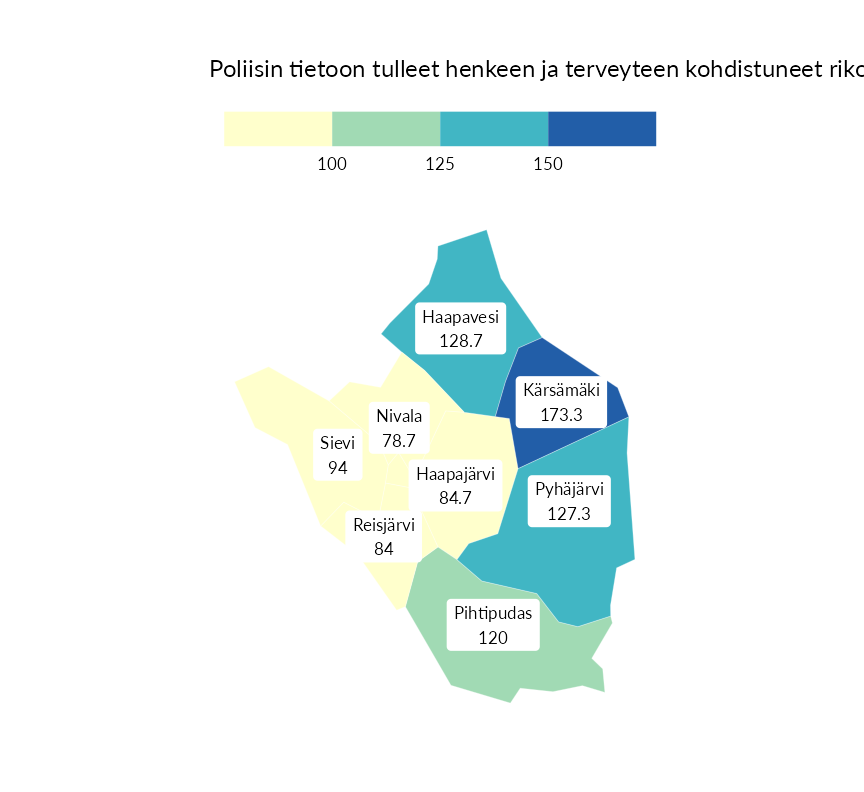 Poliisin tietoon tulleet henkeen ja terveyteen kohdistuneet
100
125
150
Haapavesi
128.7
Kärsämäki
173.3
Nivala
78.7
Sievi
94
Haapajärvi
84.7
Pyhäjärvi
127.3
Reisjärvi
84
Pihtipudas
120